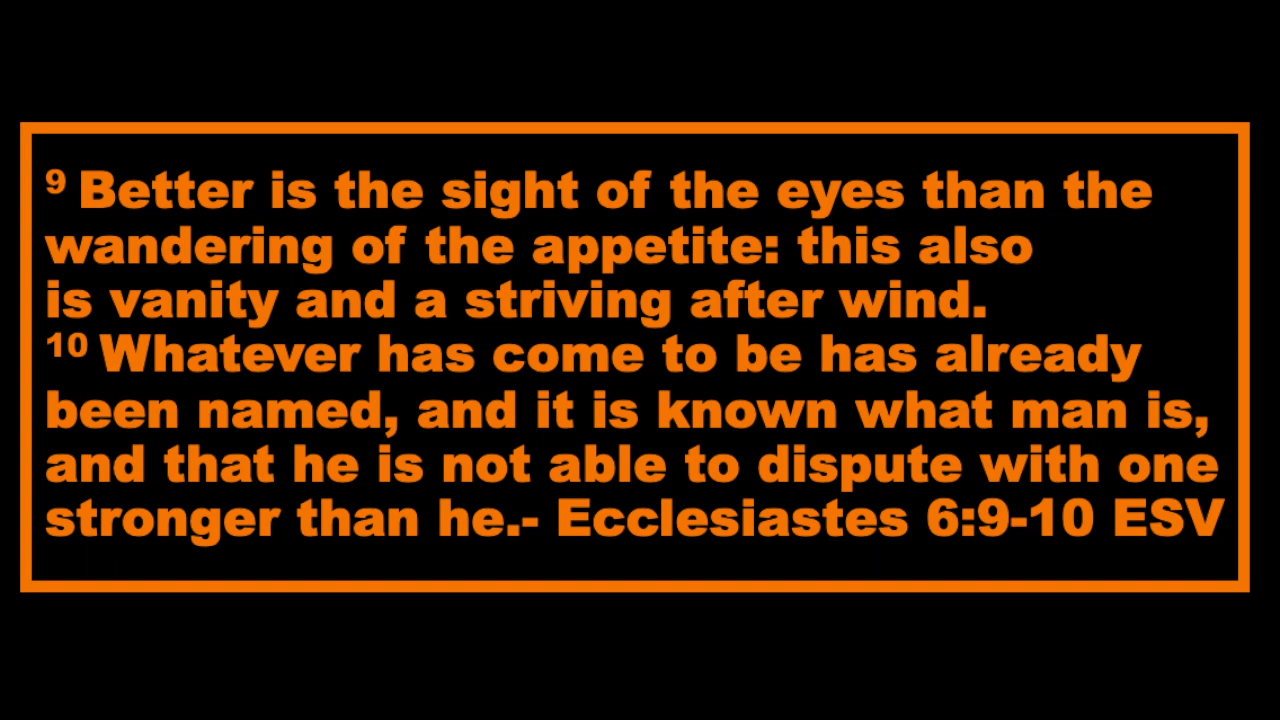 ⁹ Better is the sight of the eyes than the
wandering of the appetite: this also
is vanity and a striving after wind.
¹⁰ Whatever has come to be has already
been named, and it is known what man is,
and that he is not able to dispute with one
stronger than he.- Ecclesiastes 6:9-10 ESV